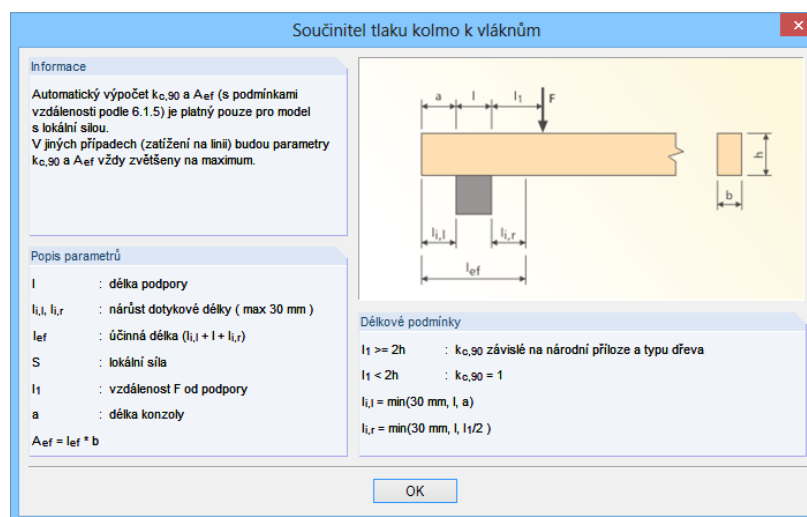 Součinitel tlaku kolmo k vláknům
Informace
Automatický výpočet kc,90 a Aef (s podmínkami
vzdálenosti podle 6.1.5) je platný pouze pro model
s lokální silou.
V jiných případech (zatížení na linii) budou parametry
kc,90 a Aef vždy zvětšeny na maximum.
a l l1 F
h
b
li,l li,r
lef
Popis parametrů
l : délka podpory
li,l, li,r : nárůst dotykové délky ( max 30 mm )
lef : účinná délka (li,l + l + li,r)
S : lokální síla
l1 : vzdálenost F od podpory
a : délka konzoly
Aef = lef * b
Délkové podmínky
l1 >= 2h : kc,90 závislé na národní příloze a typu dřeva
l1 < 2h : kc,90 = 1
li,l = min(30 mm, l, a)
li,r = min(30 mm, l, l1/2 )
OK